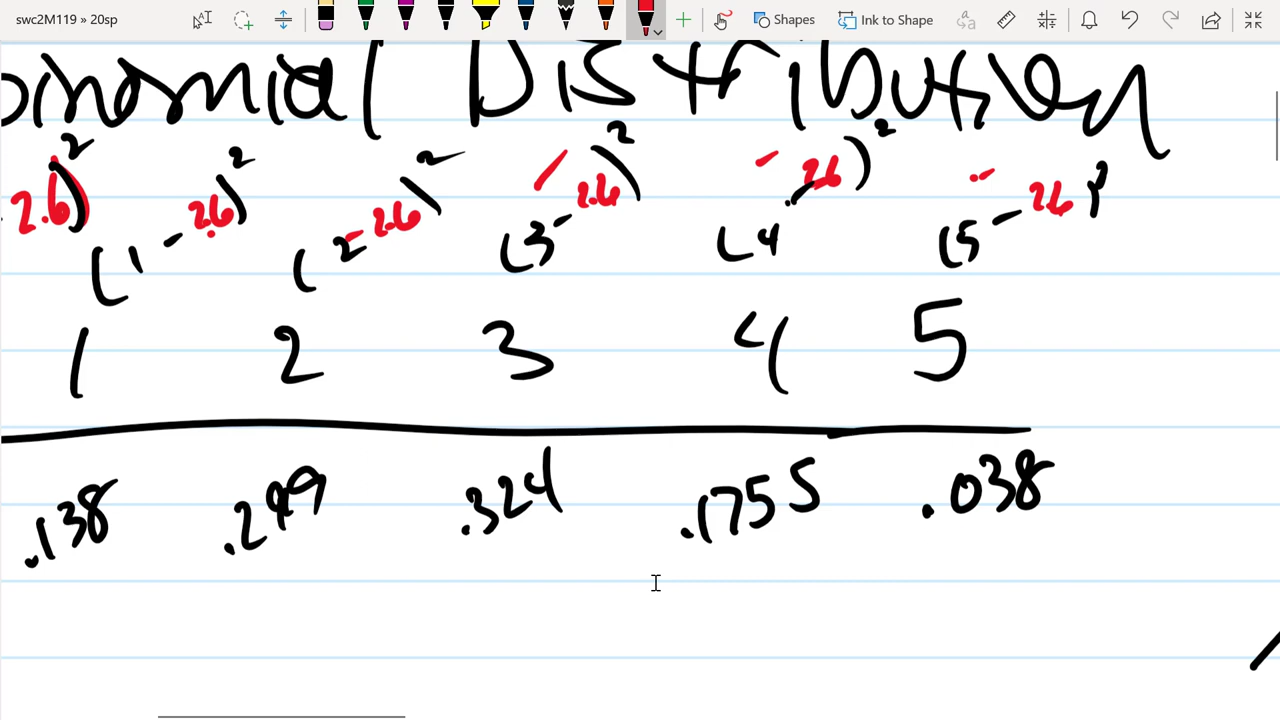 swc2M119 » 20sp
Shapes
Ink to Shape
inomial Distribution
2.6)² (1 - 2.6)² (2 - 2.6)² (3 - 2.6)² (4 - 2.6)² (5 - 2.6)²
1 2 3 4 5
.138 .299 .324 .1755 .038